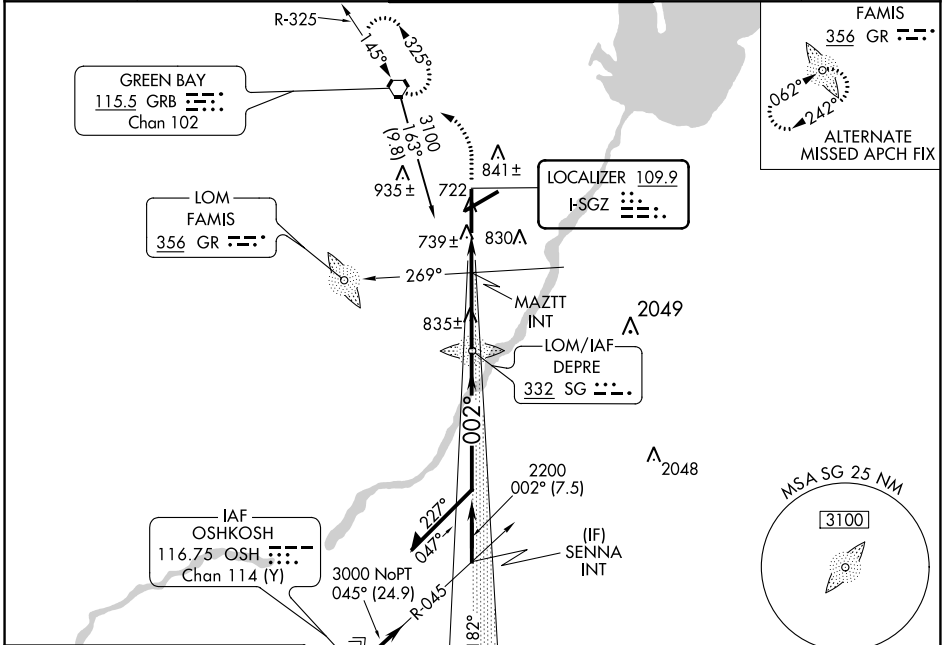 R-325
145°
325°
GREEN BAY
115.5 GRB
Chan 102
3100
163°
(9.8)
935±
722
841±
LOCALIZER 109.9
I-SGZ
FAMIS
356 GR
062°
242°
ALTERNATE
MISSED APCH FIX
LOM
FAMIS
356 GR
739±
830
269°
MAZTT
INT
835±
2049
LOM/IAF
DEPRE
332 SG
002°
2048
2200
002° (7.5)
227°
047°
(IF)
SENNA
INT
MSA SG 25 NM
3100
IAF
OSHKOSH
116.75 OSH
Chan 114 (Y)
3000 NoPT
045° (24.9)
R-045
182°